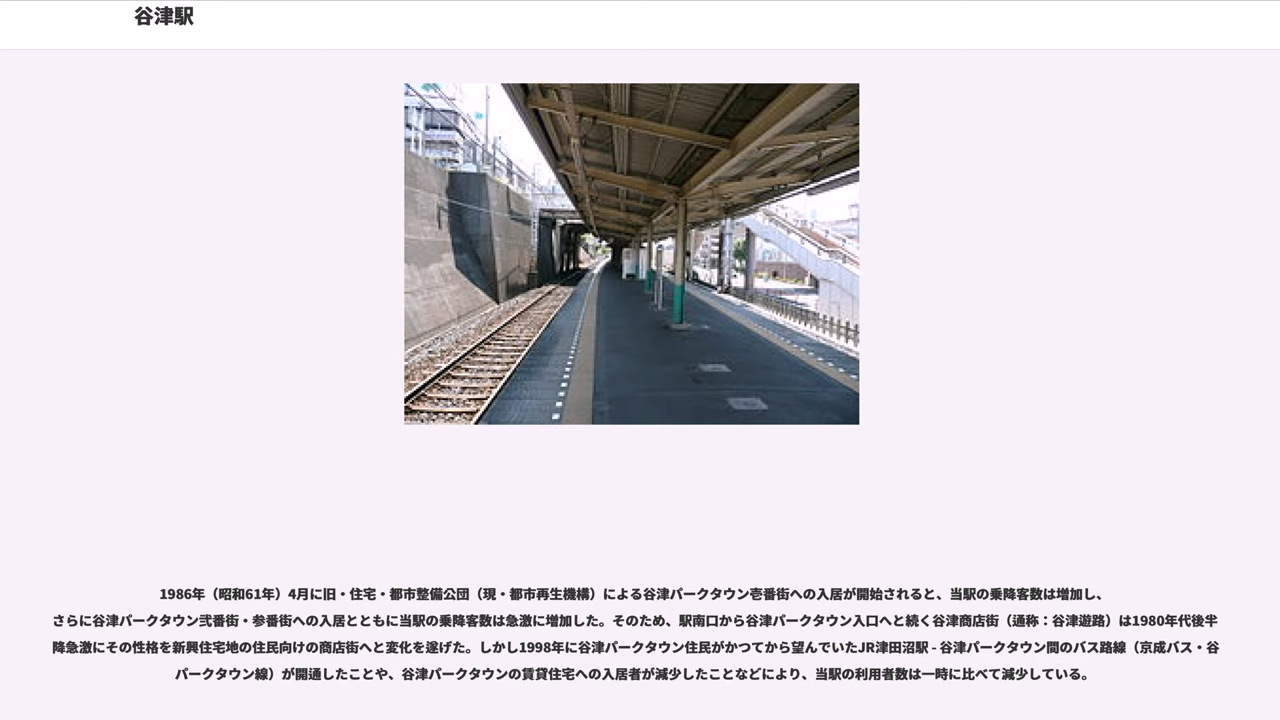 谷津駅
1986年（昭和61年）4月に旧・住宅・都市整備公団（現・都市再生機構）による谷津パークタウン壱番街への入居が開始されると、当駅の乗降客数は増加し、
さらに谷津パークタウン弐番街・参番街への入居とともに当駅の乗降客数は急激に増加した。そのため、駅南口から谷津パークタウン入口へと続く谷津商店街（通称：谷津遊路）は1980年代後半
降急激にその性格を新興住宅地の住民向けの商店街へと変化を遂げた。しかし1998年に谷津パークタウン住民がかつてから望んでいたJR津田沼駅 - 谷津パークタウン間のバス路線（京成バス・谷
パークタウン線）が開通したことや、谷津パークタウンの賃貸住宅への入居者が減少したことなどにより、当駅の利用者数は一時に比べて減少している。